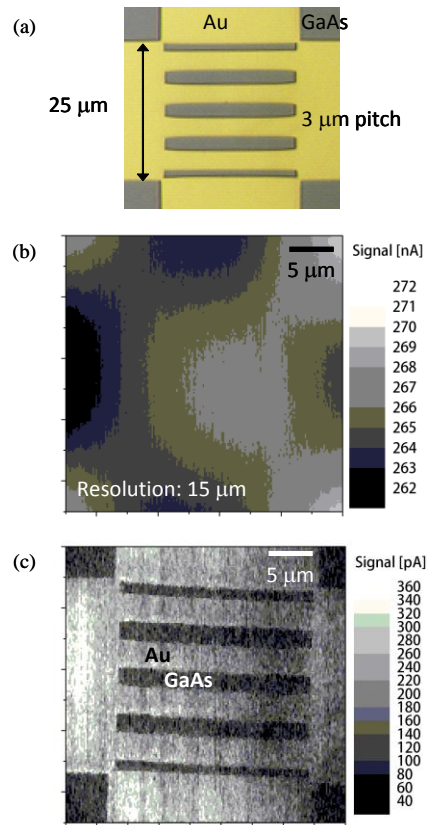 (a)
Au
GaAs
25 μm
3 μm pitch
(b)
5 μm
Resolution: 15 μm
Signal [nA]
272
271
270
269
268
267
266
265
264
263
262
(c)
5 μm
Au
GaAs
Signal [pA]
360
340
320
300
280
260
240
220
200
180
160
140
120
100
80
60
40